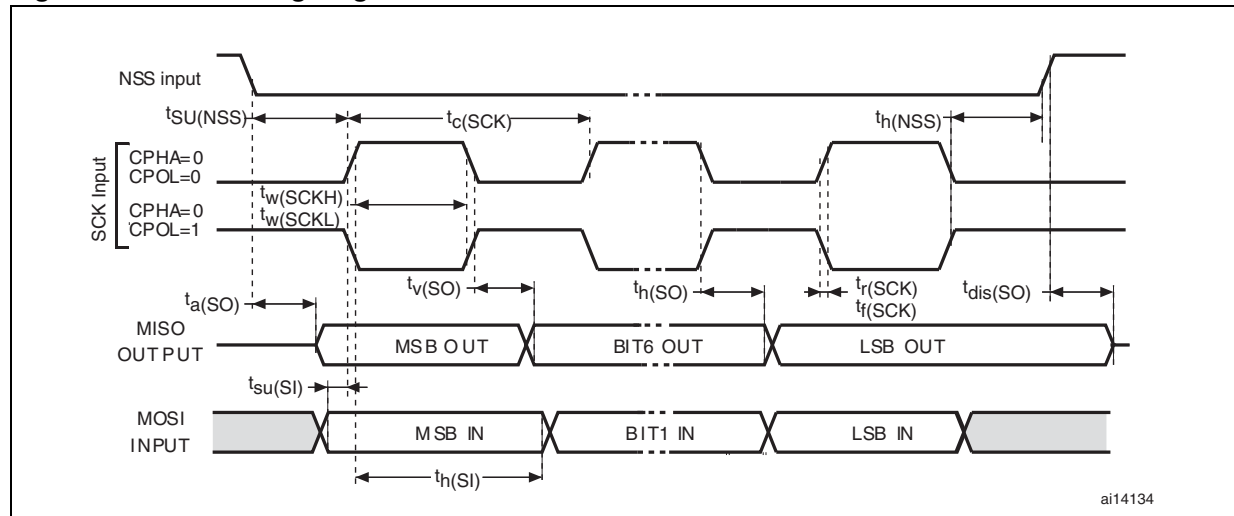 NSS input
tSU(NSS)
tc(SCK)
th(NSS)
SCK Input
CPHA=0
CPOL=0
tw(SCKH)
tw(SCKL)
CPHA=0
CPOL=1
ta(SO)
tv(SO)
th(SO)
tr(SCK)
tf(SCK)
tdis(SO)
MISO
OUTPUT
MSB OUT
BIT6 OUT
LSB OUT
tsu(SI)
MOSI
INPUT
MSB IN
BIT1 IN
LSB IN
th(SI)
ai14134